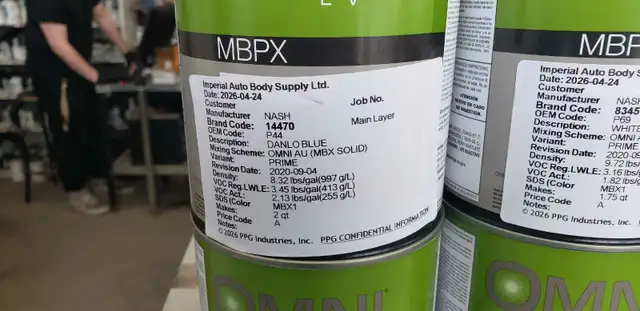 LV
MBPX
Imperial Auto Body Supply Ltd.
Date: 2026-04-24
Customer
Job No.
Manufacturer NASH
Brand Code: 14470
Main Layer
OEM Code: P44
Description: DANLO BLUE
Mixing Scheme: OMNI AU (MBX SOLID)
Variant: PRIME
Revision Date: 2020-09-04
Density: 8.32 lbs/gal(997 g/L)
VOC Reg.LWLE: 3.45 lbs/gal(413 g/L)
VOC Act.: 2.13 lbs/gal(255 g/L)
SDS (Color MBX1
Makes: 2 qt
Price Code A
Notes:
© 2026 PPG Industries, Inc. PPG CONFIDENTIAL INFORMATION
OMNI
MBP
Imperial Auto Body S
Date: 2026-04-24
Customer
Manufacturer NASH
Brand Code: 8345
OEM Code: P69
Description: WHIT
Mixing Scheme: OMNI
Variant: PRIME
Revision Date: 2020-0
Density: 9.72 lbs
VOC Reg.LWLE: 3.16 lbs
VOC Act.: 1.82 lbs
SDS (Color MBX1
Makes: 1.75 qt
Price Code A
Notes:
© 2026 PPG Industries, Inc.
OMNI